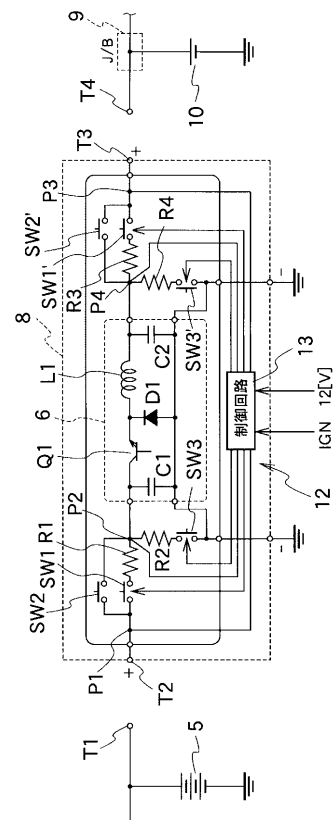 8
SW2'
SW1'
R3
P4
R4
P3
T3
+
T4
9
J/B
10
6
L1
Q1
D1
C1
C2
SW3
SW3'
P2
R1
SW1
SW2
R2
P1
+
T2
T1
5
制御回路
13
12[V]
IGN
12
-
-